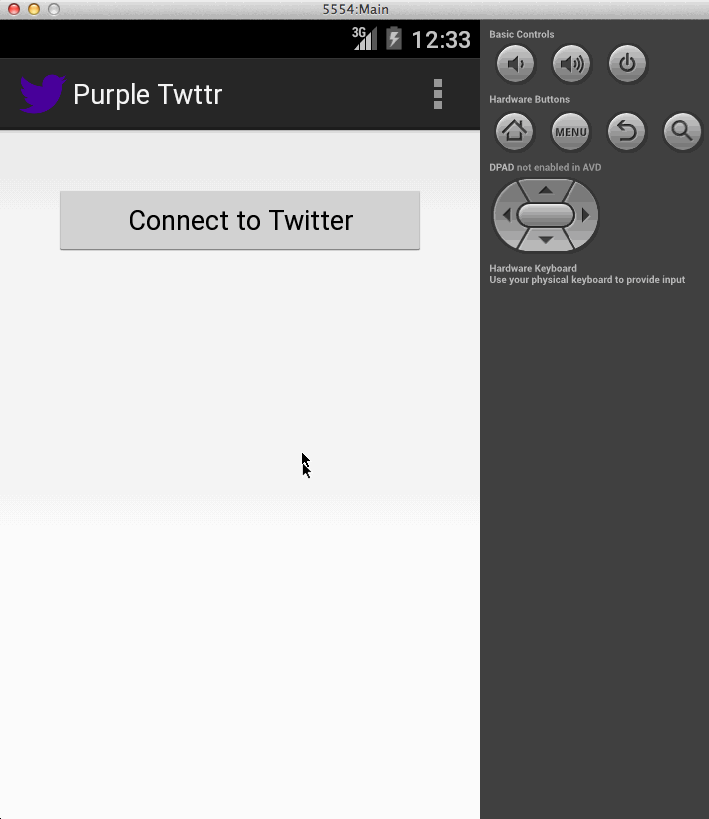 5554:Main
3G 12:33
Purple Twttr
Connect to Twitter
Basic Controls
Hardware Buttons
MENU
DPAD not enabled in AVD
Hardware Keyboard
Use your physical keyboard to provide input